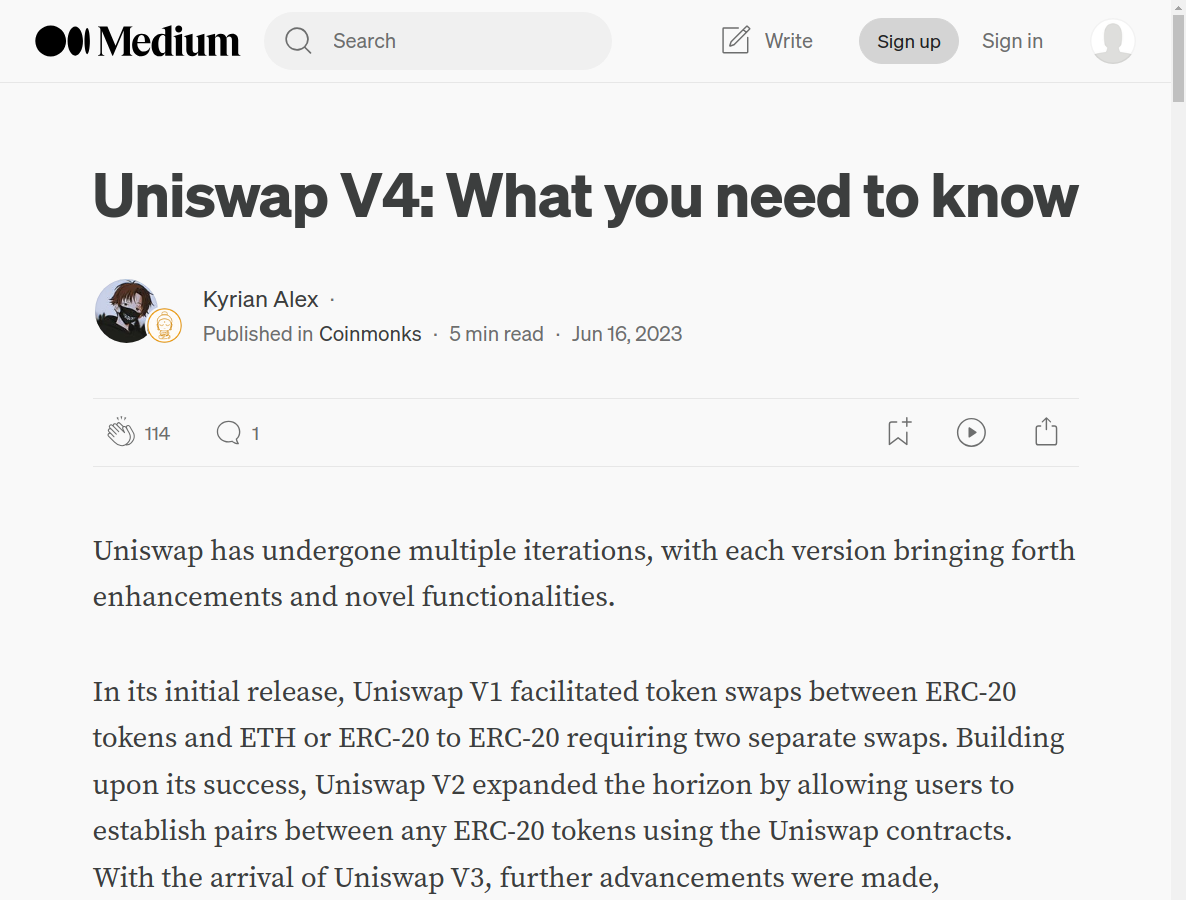 Medium
Search
Write
Sign up
Sign in
Uniswap V4: What you need to know
Kyrian Alex ·
Published in Coinmonks · 5 min read · Jun 16, 2023
114
1
Uniswap has undergone multiple iterations, with each version bringing forth
enhancements and novel functionalities.
In its initial release, Uniswap V1 facilitated token swaps between ERC-20
tokens and ETH or ERC-20 to ERC-20 requiring two separate swaps. Building
upon its success, Uniswap V2 expanded the horizon by allowing users to
establish pairs between any ERC-20 tokens using the Uniswap contracts.
With the arrival of Uniswap V3, further advancements were made,